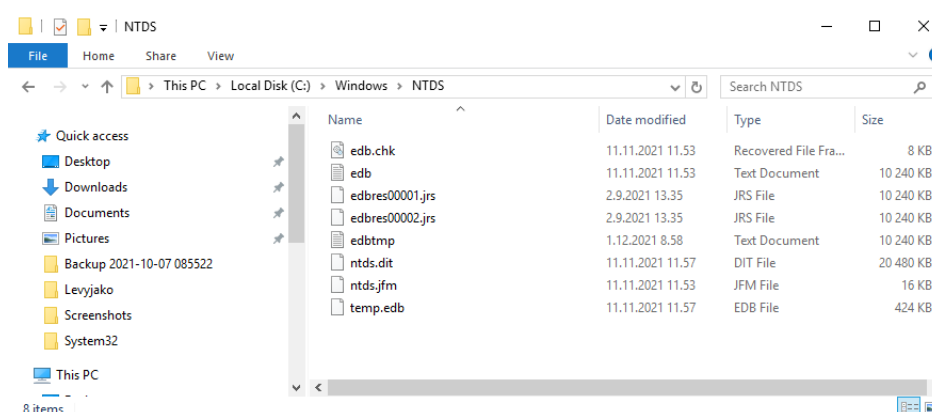 NTDS
File Home Share View
This PC > Local Disk (C:) > Windows > NTDS
Search NTDS
Quick access
Desktop
Downloads
Documents
Pictures
Backup 2021-10-07 085522
Levyjako
Screenshots
System32
This PC
Name Date modified Type Size
edb.chk 11.11.2021 11.53 Recovered File Fra... 8 KB
edb 11.11.2021 11.53 Text Document 10 240 KB
edbres00001.jrs 2.9.2021 13.35 JRS File 10 240 KB
edbres00002.jrs 2.9.2021 13.35 JRS File 10 240 KB
edbtmp 1.12.2021 8.58 Text Document 10 240 KB
ntds.dit 11.11.2021 11.57 DIT File 20 480 KB
ntds.jfm 11.11.2021 11.53 JFM File 16 KB
temp.edb 11.11.2021 11.57 EDB File 424 KB
8 items